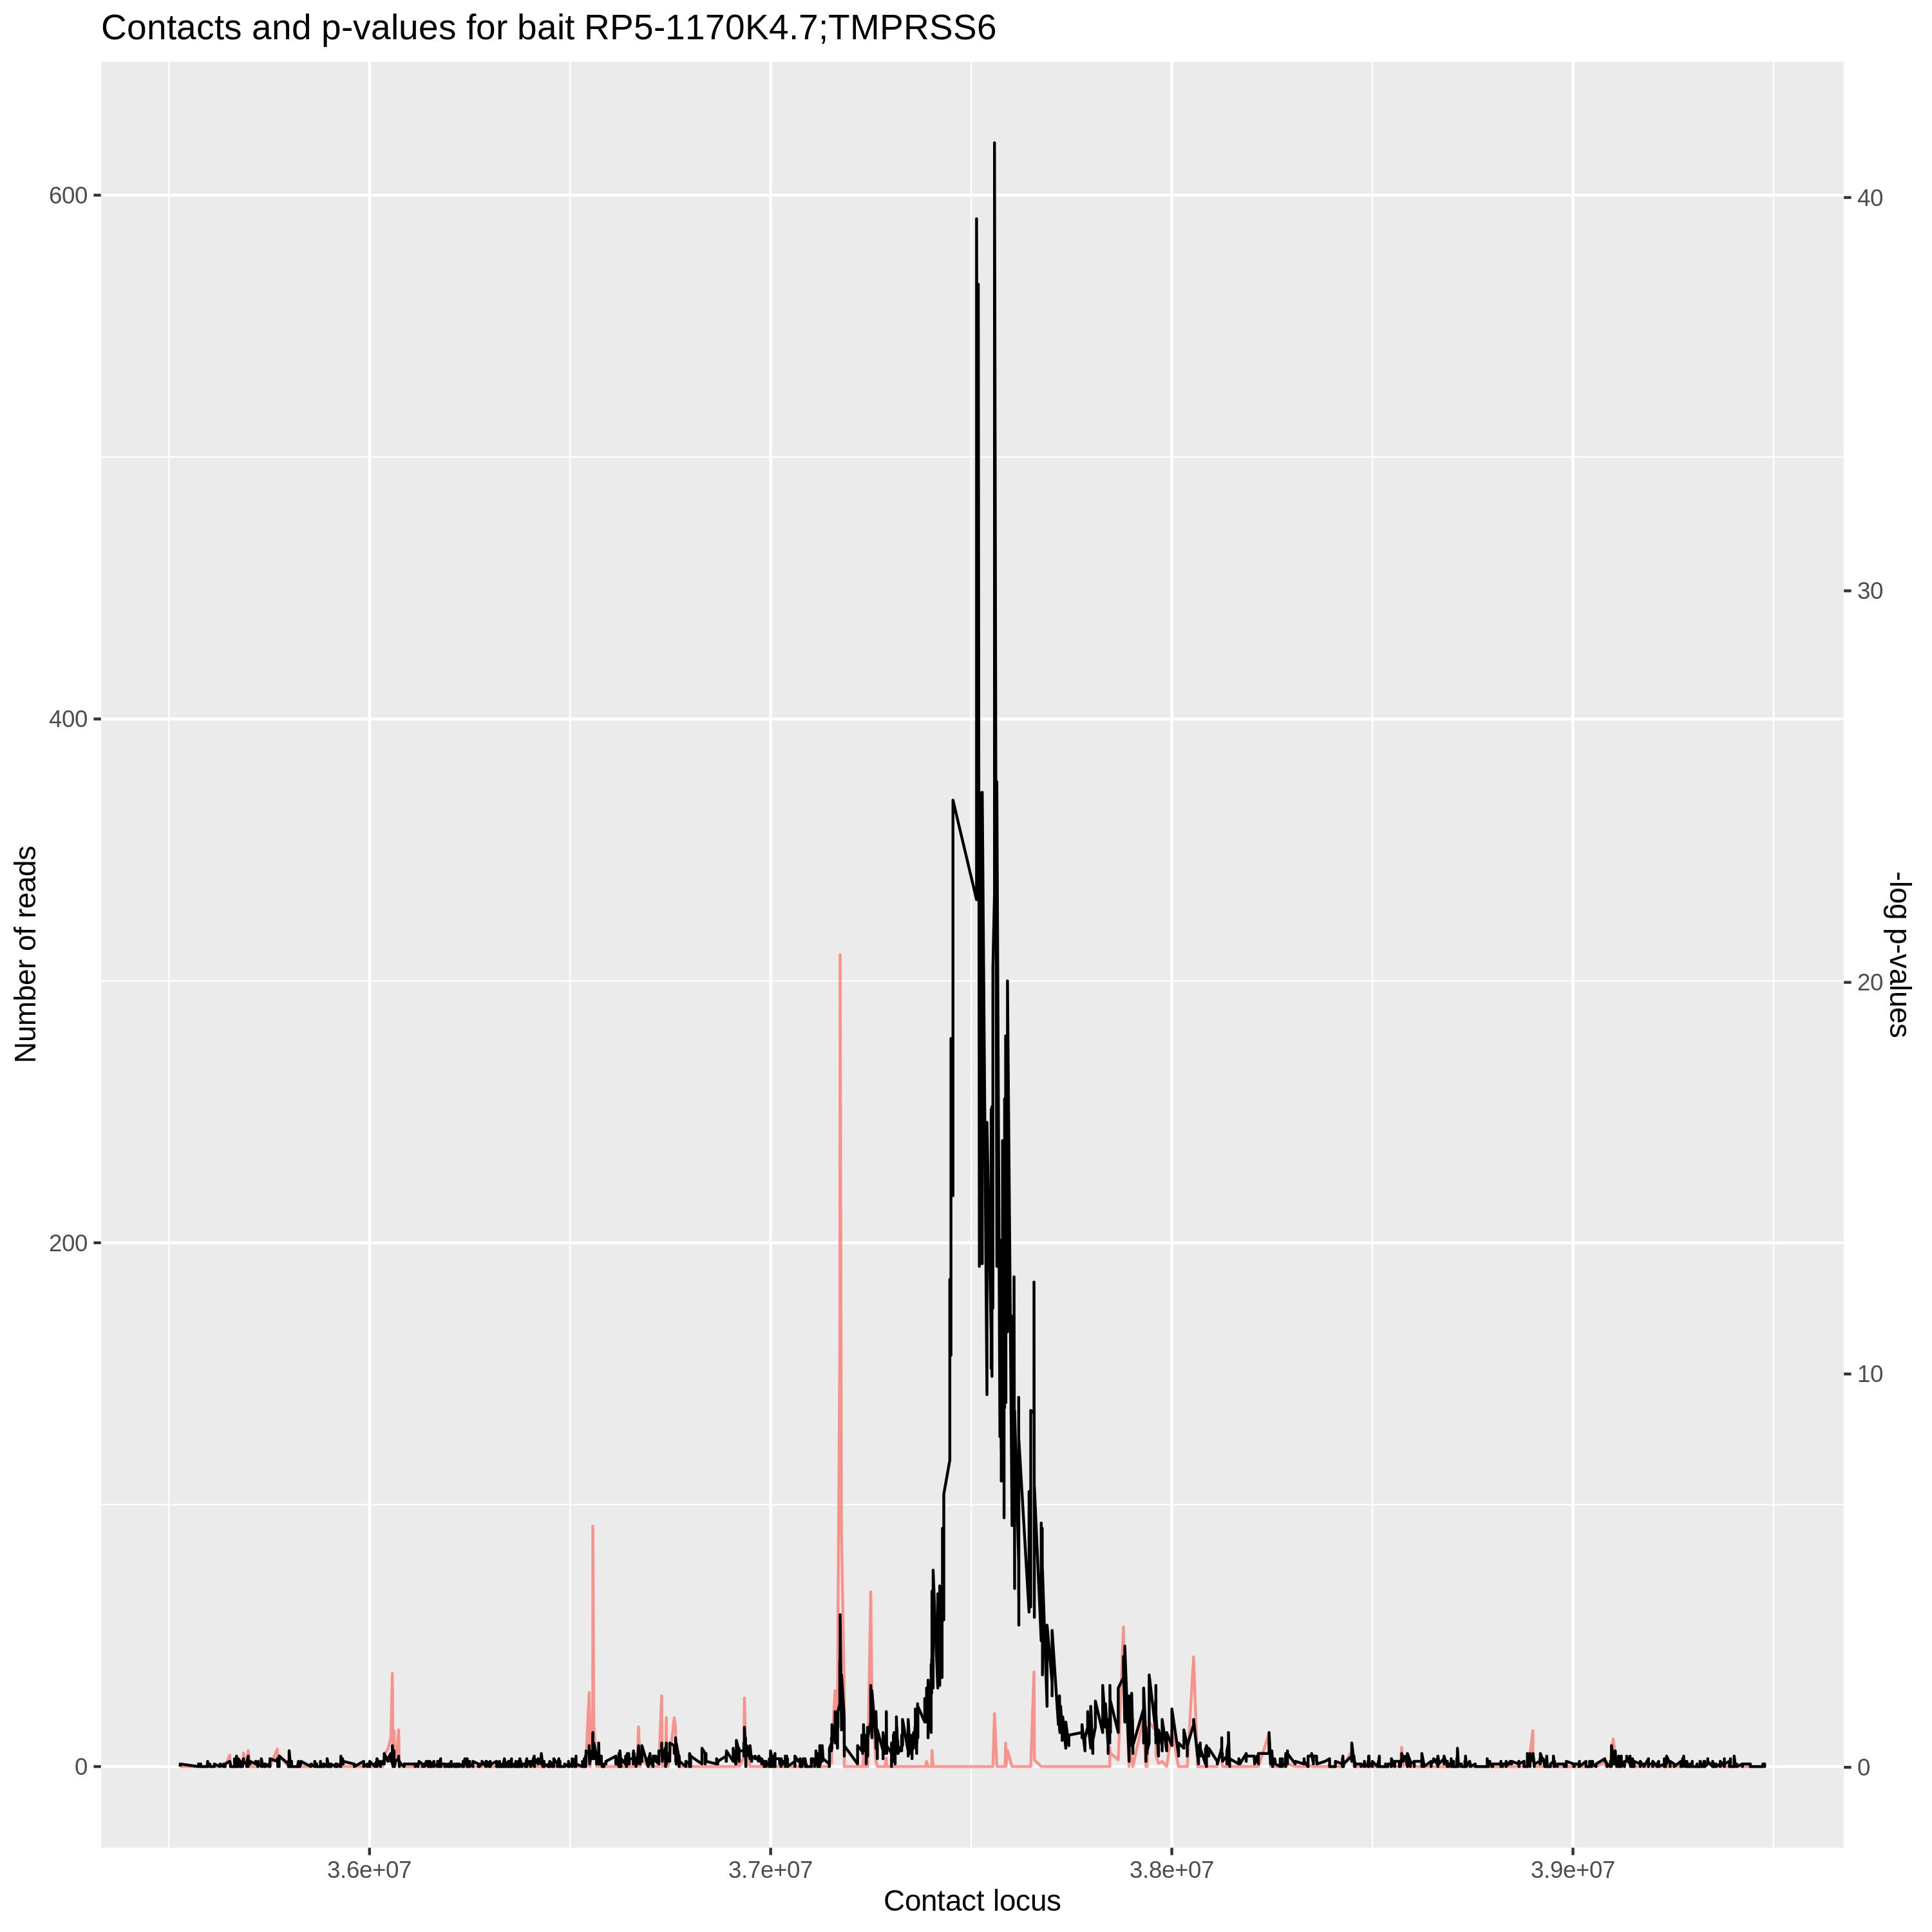 Contacts and p-values for bait RP5-1170K4.7;TMPRSS6
600
400
200
0
Number of reads
40
30
20
10
0
-log p-values
3.6e+07
3.7e+07
3.8e+07
3.9e+07
Contact locus